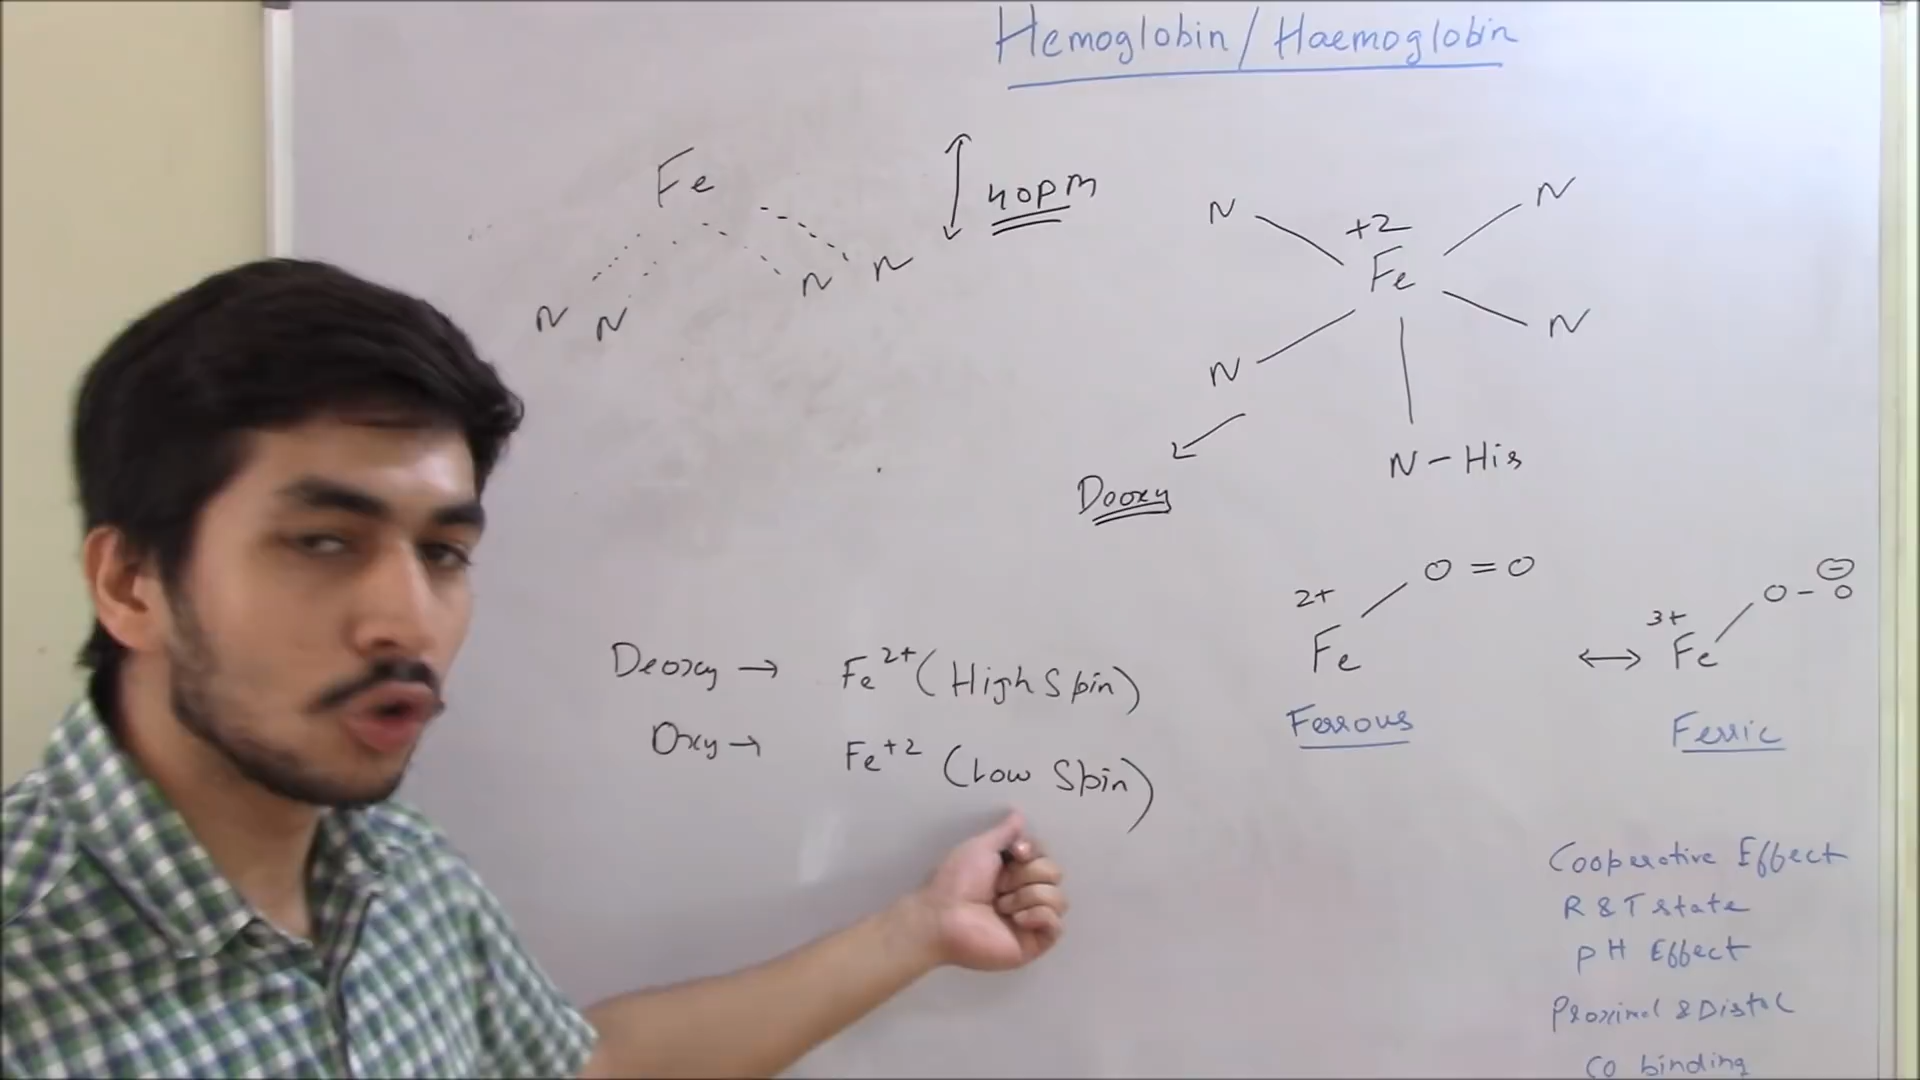 Hemoglobin / Haemoglobin
Fe
40pm
N N N N
N +2 N
Fe
N N
N - His
Deoxy
2+ O = O
Fe
Ferrous
↔
3+ O - O ⊖
Fe
Ferric
Deoxy → Fe2+ (High Spin)
Oxy → Fe+2 (Low Spin)
Cooperative Effect
R & T state
pH Effect
Proximal & Distal
CO binding